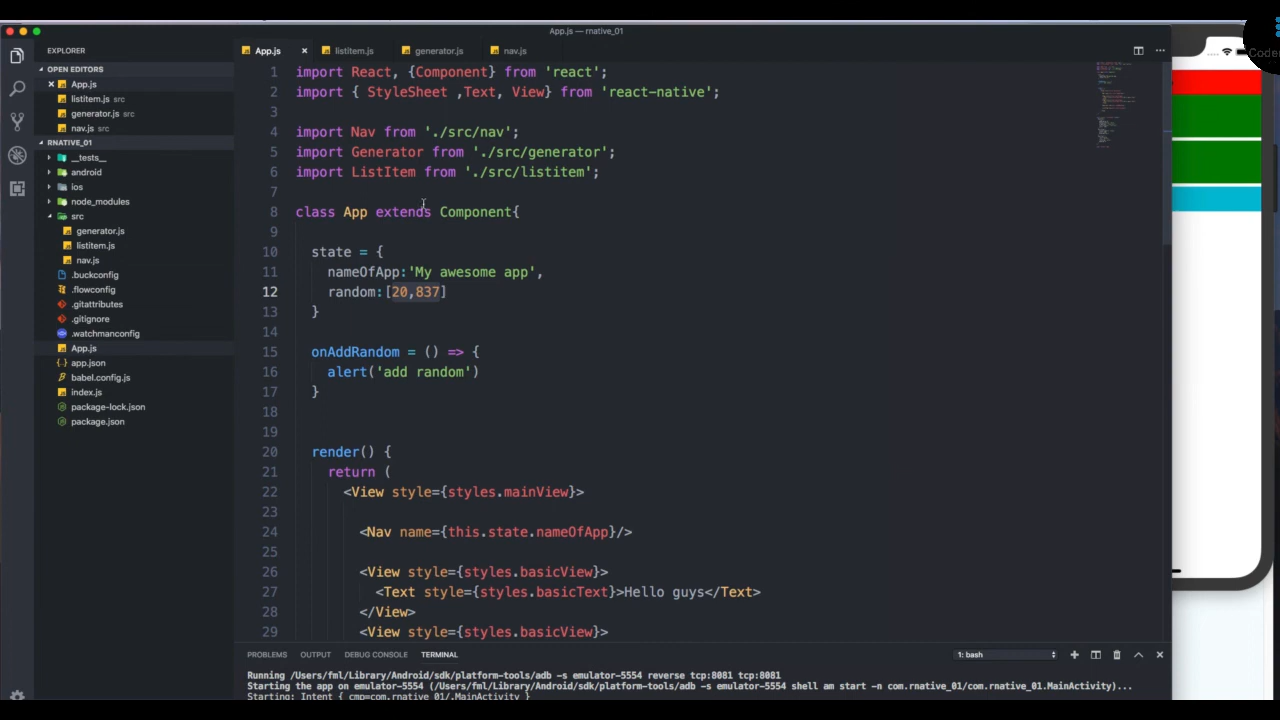 App.js — rnative_01
EXPLORER
OPEN EDITORS
App.js
listitem.js src
generator.js src
nav.js src
RNATIVE_01
__tests__
android
ios
node_modules
src
generator.js
listitem.js
nav.js
.buckconfig
.flowconfig
.gitattributes
.gitignore
.watchmanconfig
App.js
app.json
babel.config.js
index.js
package-lock.json
package.json
App.js listitem.js generator.js nav.js
1 import React, {Component} from 'react';
2 import { StyleSheet ,Text, View} from 'react-native';
3
4 import Nav from './src/nav';
5 import Generator from './src/generator';
6 import ListItem from './src/listitem';
7
8 class App extends Component{
9
10 state = {
11 nameOfApp:'My awesome app',
12 random:[20,837]
13 }
14
15 onAddRandom = () => {
16 alert('add random')
17 }
18
19
20 render() {
21 return (
22 <View style={styles.mainView}>
23
24 <Nav name={this.state.nameOfApp}/>
25
26 <View style={styles.basicView}>
27 <Text style={styles.basicText}>Hello guys</Text>
28 </View>
29 <View style={styles.basicView}>
PROBLEMS OUTPUT DEBUG CONSOLE TERMINAL 1: bash
Running /Users/fml/Library/Android/sdk/platform-tools/adb -s emulator-5554 reverse tcp:8081 tcp:8081
Starting the app on emulator-5554 (/Users/fml/Library/Android/sdk/platform-tools/adb -s emulator-5554 shell am start -n com.rnative_01/com.rnative_01.MainActivity)...
Starting: Intent { cmp=com.rnative_01/.MainActivity }